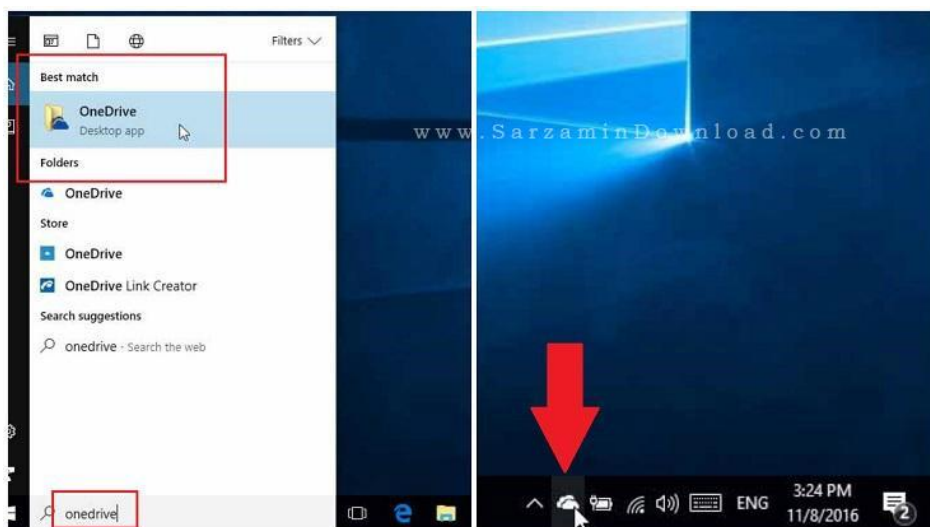 Filters
Best match
OneDrive
Desktop app
Folders
OneDrive
Store
OneDrive
OneDrive Link Creator
Search suggestions
onedrive - Search the web
onedrive
www.SarzaminDownload.com
ENG
3:24 PM
11/8/2016
2